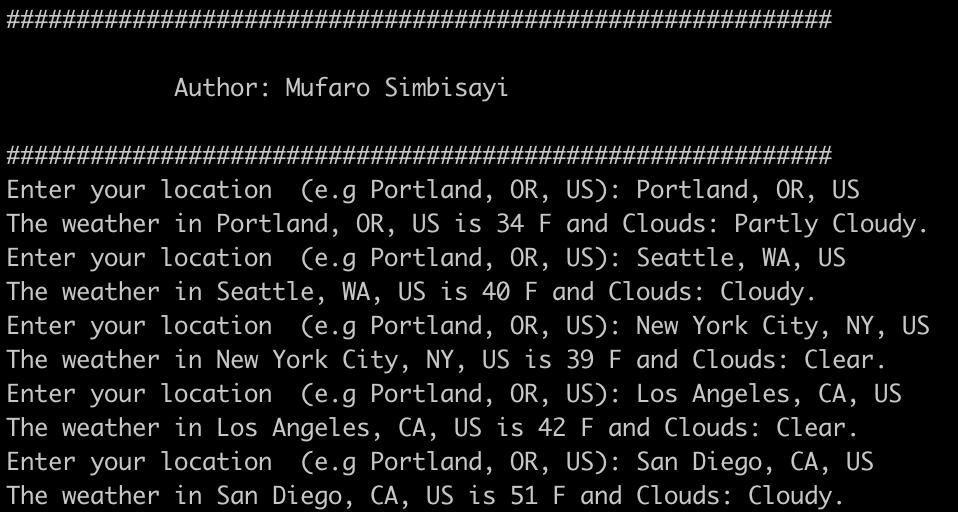 ###########################################################
Author: Mufaro Simbisayi
###########################################################
Enter your location  (e.g Portland, OR, US): Portland, OR, US
The weather in Portland, OR, US is 34 F and Clouds: Partly Cloudy.
Enter your location  (e.g Portland, OR, US): Seattle, WA, US
The weather in Seattle, WA, US is 40 F and Clouds: Cloudy.
Enter your location  (e.g Portland, OR, US): New York City, NY, US
The weather in New York City, NY, US is 39 F and Clouds: Clear.
Enter your location  (e.g Portland, OR, US): Los Angeles, CA, US
The weather in Los Angeles, CA, US is 42 F and Clouds: Clear.
Enter your location  (e.g Portland, OR, US): San Diego, CA, US
The weather in San Diego, CA, US is 51 F and Clouds: Cloudy.